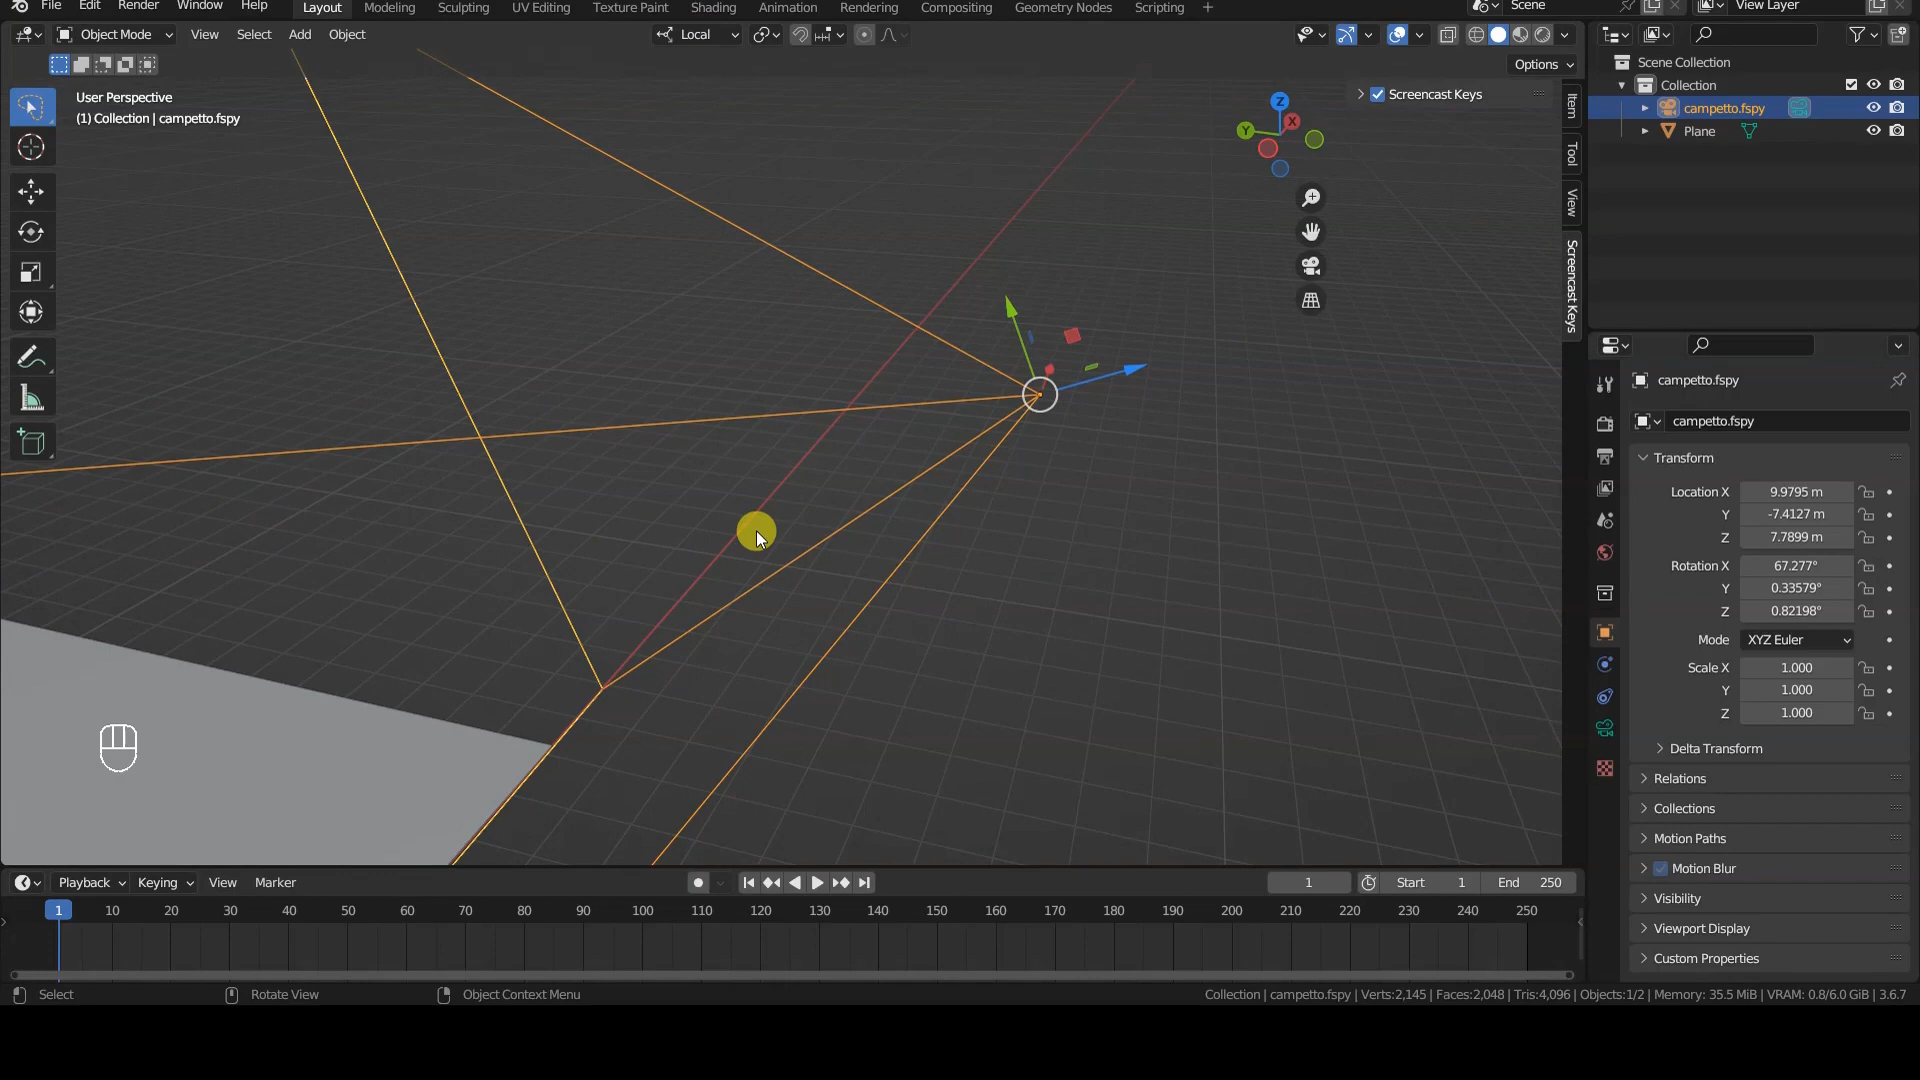 File Edit Render Window Help Layout Modeling Sculpting UV Editing Texture Paint Shading Animation Rendering Compositing Geometry Nodes Scripting + Scene View Layer
Object Mode View Select Add Object Local
Options
User Perspective
(1) Collection | campetto.fspy
Screencast Keys
Z
X
Y
Item
Tool
View
Screencast Keys
Scene Collection
Collection
campetto.fspy
Plane
campetto.fspy
campetto.fspy
Transform
Location X 9.9795 m
Y -7.4127 m
Z 7.7899 m
Rotation X 67.277°
Y 0.33579°
Z 0.82198°
Mode XYZ Euler
Scale X 1.000
Y 1.000
Z 1.000
Delta Transform
Relations
Collections
Motion Paths
Motion Blur
Visibility
Viewport Display
Custom Properties
Playback Keying View Marker 1 Start 1 End 250
1 10 20 30 40 50 60 70 80 90 100 110 120 130 140 150 160 170 180 190 200 210 220 230 240 250
Select Rotate View Object Context Menu Collection | campetto.fspy | Verts:2,145 | Faces:2,048 | Tris:4,096 | Objects:1/2 | Memory: 35.5 MiB | VRAM: 0.8/6.0 GiB | 3.6.7